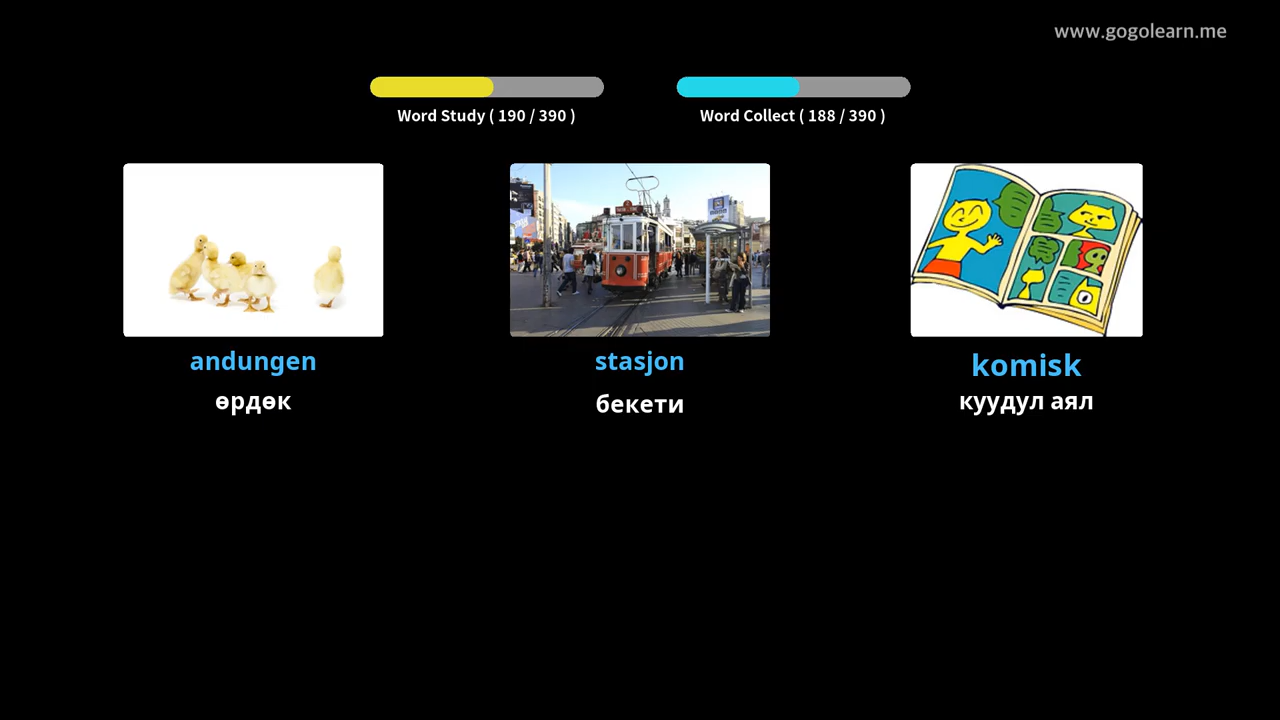 www.gogolearn.me
Word Study ( 190 / 390 )
Word Collect ( 188 / 390 )
andungen
өрдөк
stasjon
бекети
komisk
куудул аял